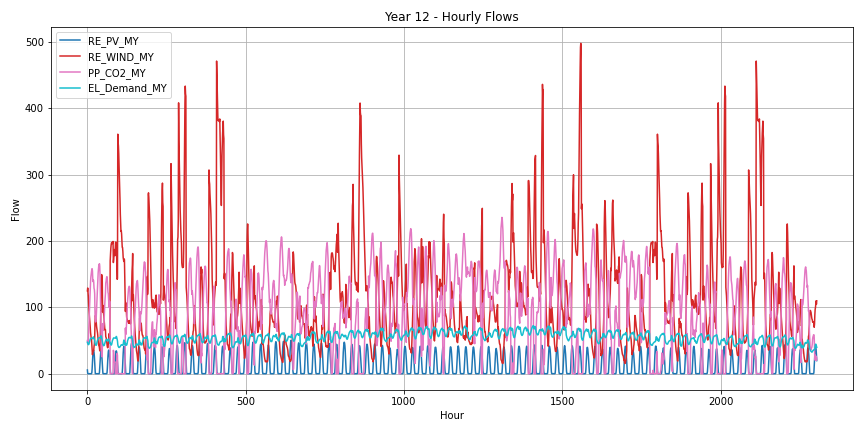 Year 12 - Hourly Flows
RE_PV_MY
RE_WIND_MY
PP_CO2_MY
EL_Demand_MY
500
400
300
200
100
0
Flow
0
500
1000
1500
2000
Hour